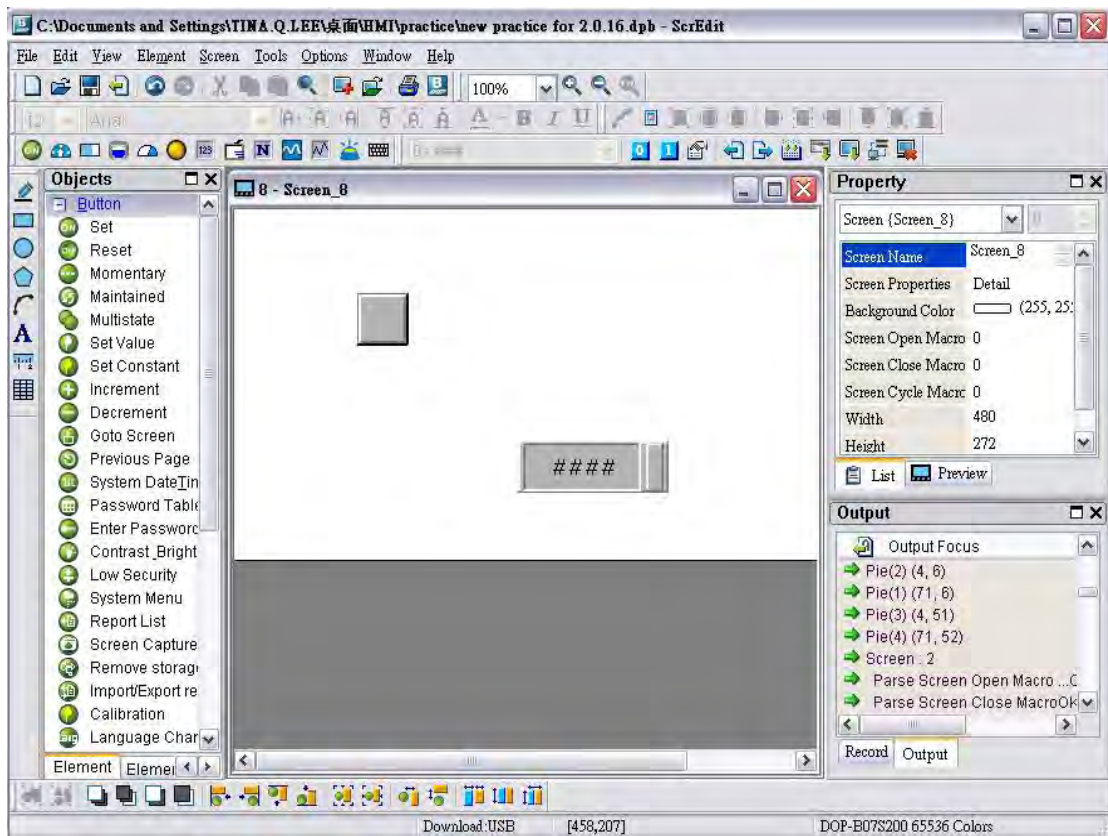 C:\Documents and Settings\TINA.Q.LEE\桌面\HMI\practice\new practice for 2.0.16.dpb - ScrEdit
File Edit View Element Screen Tools Options Window Help
100%
12 Arial
A B I U
Objects
Button
Set
Reset
Momentary
Maintained
Multistate
Set Value
Set Constant
Increment
Decrement
Goto Screen
Previous Page
System DateTin
Password Table
Enter Password
Contrast_Bright
Low Security
System Menu
Report List
Screen Capture
Remove storag
Import/Export re
Calibration
Language Char
Element Elemen
8 - Screen_8
####
Property
Screen {Screen_8} 0
Screen Name Screen_8
Screen Properties Detail
Background Color (255, 25
Screen Open Macro 0
Screen Close Macro 0
Screen Cycle Macro 0
Width 480
Height 272
List Preview
Output
Output Focus
Pie(2) (4, 6)
Pie(1) (71, 6)
Pie(3) (4, 51)
Pie(4) (71, 52)
Screen : 2
Parse Screen Open Macro ...C
Parse Screen Close MacroOk
Record Output
Download:USB [458,207] DOP-B07S200 65536 Colors